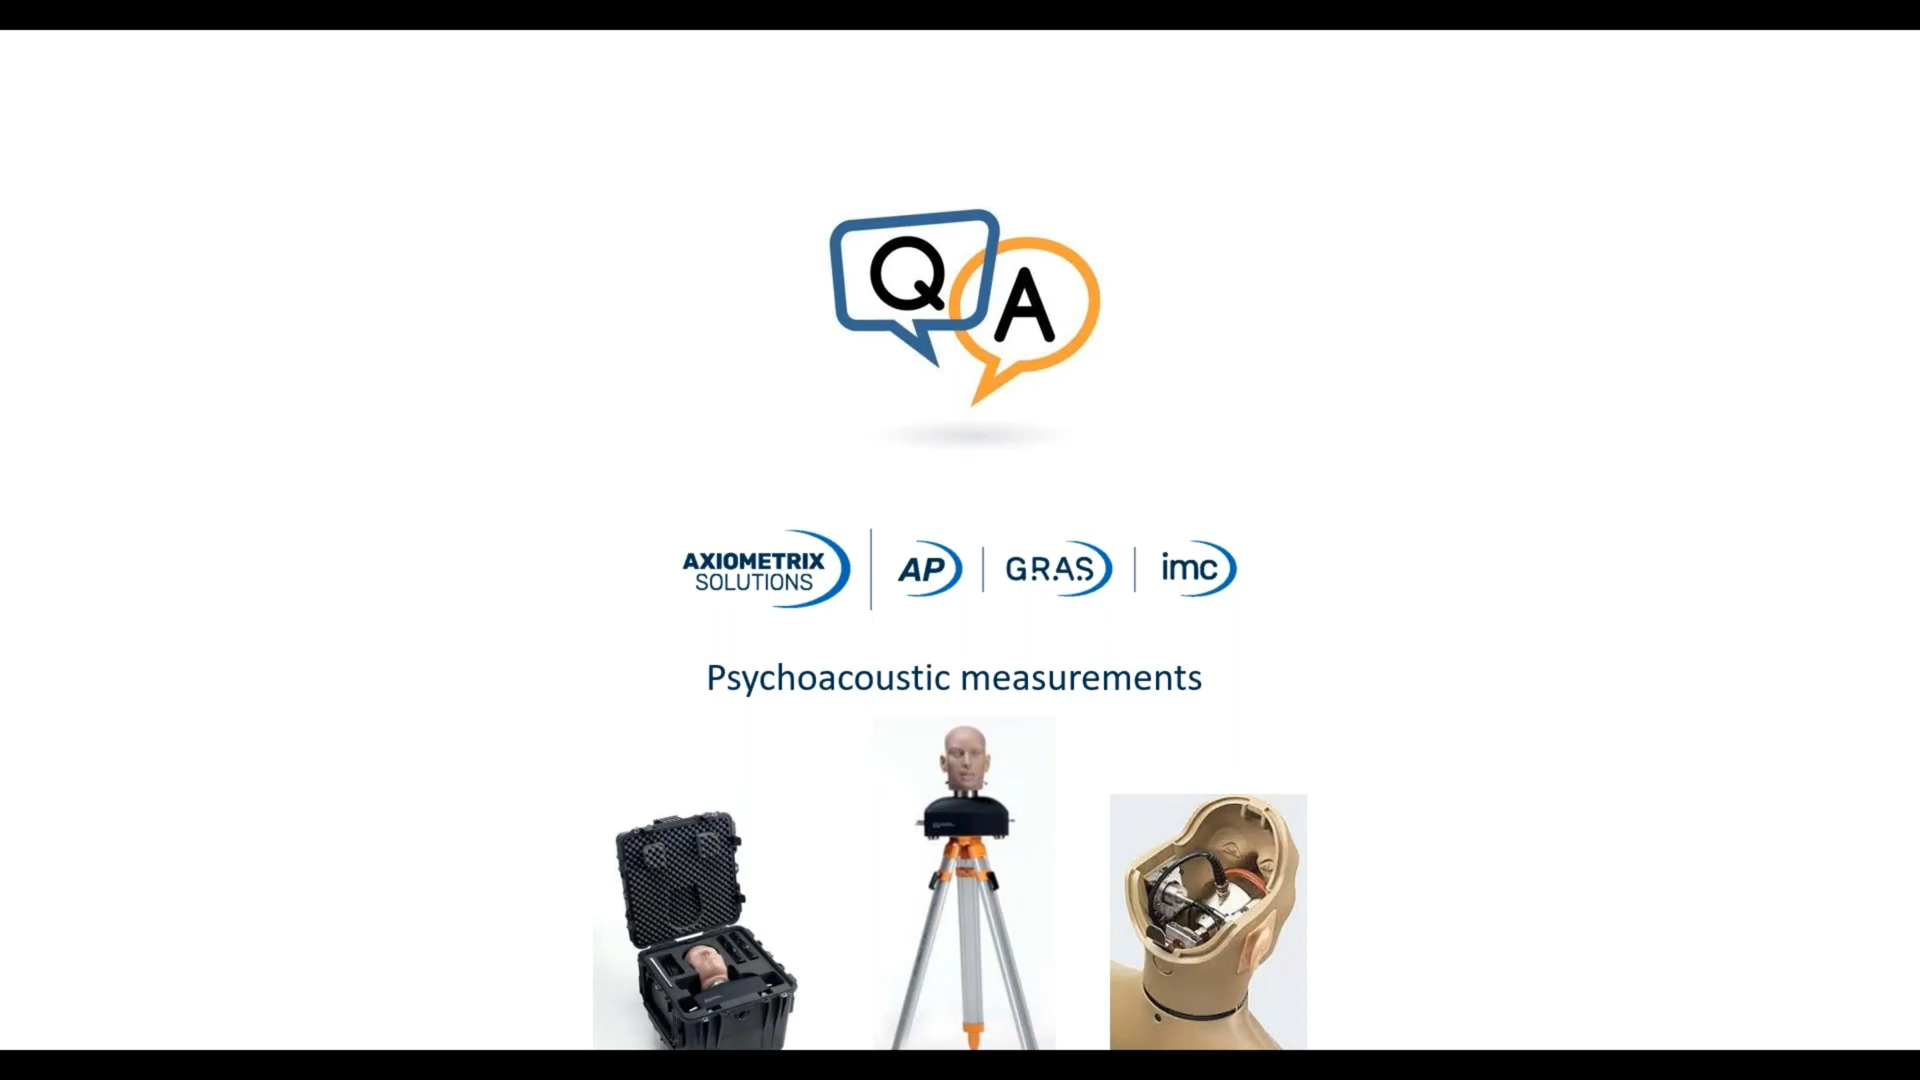 Q
A
AXIOMETRIX
SOLUTIONS
AP
GRAS
imc
Psychoacoustic measurements